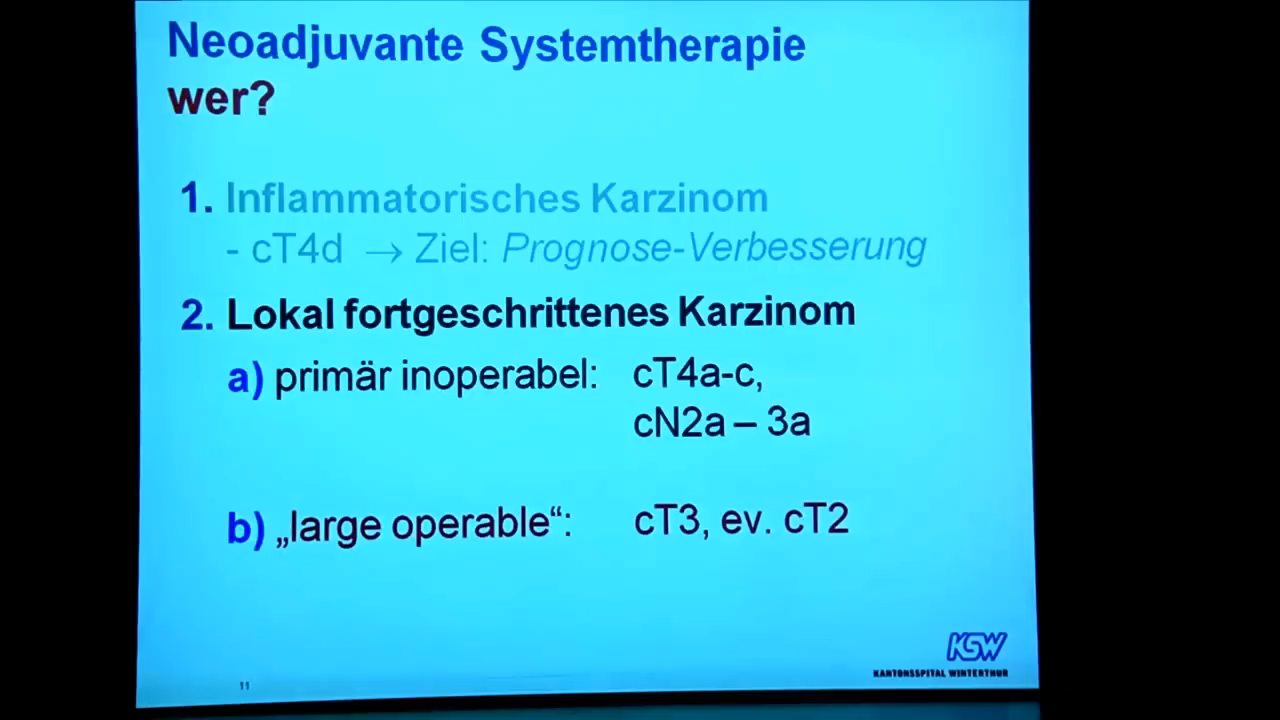 Neoadjuvante Systemtherapie
wer?
1. Inflammatorisches Karzinom
- cT4d → Ziel: Prognose-Verbesserung
2. Lokal fortgeschrittenes Karzinom
a) primär inoperabel: cT4a-c,
cN2a – 3a
b) „large operable“: cT3, ev. cT2
KSW
KANTONSSPITAL WINTERTHUR
11